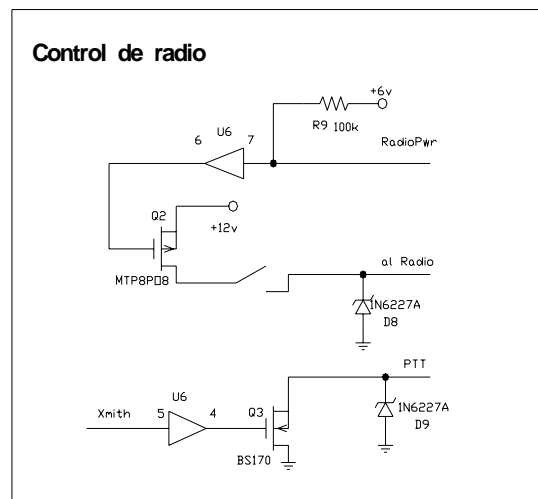 Control de radio
+6v
R9 100k
U6
6
7
RadioPwr
Q2
+12v
MTP8P08
al Radio
1N6227A
D8
PTT
U6
Xmith
5
4
Q3
1N6227A
D9
BS170